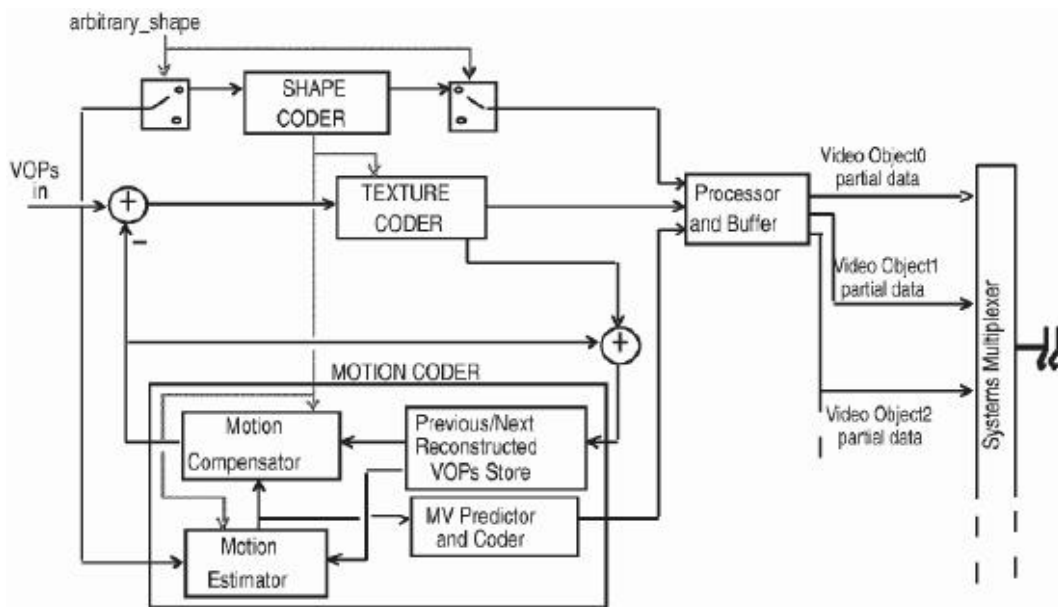 arbitrary_shape
SHAPE
CODER
VOPs
in
+
–
TEXTURE
CODER
Processor
and Buffer
Video Object0
partial data
Video Object1
partial data
Video Object2
partial data
Systems Multiplexer
+
MOTION CODER
Motion
Compensator
Previous/Next
Reconstructed
VOPs Store
MV Predictor
and Coder
Motion
Estimator